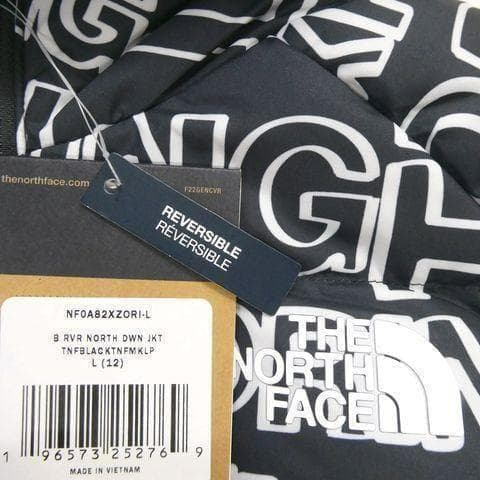 thenorthface.com
F22GENCVR
REVERSIBLE
RÉVERSIBLE
NF0A82XZORI-L
B RVR NORTH DWN JKT
TNFBLACKTNFMKLP
L (12)
1 96573 25276 9
MADE IN VIETNAM
THE
NORTH
FACE